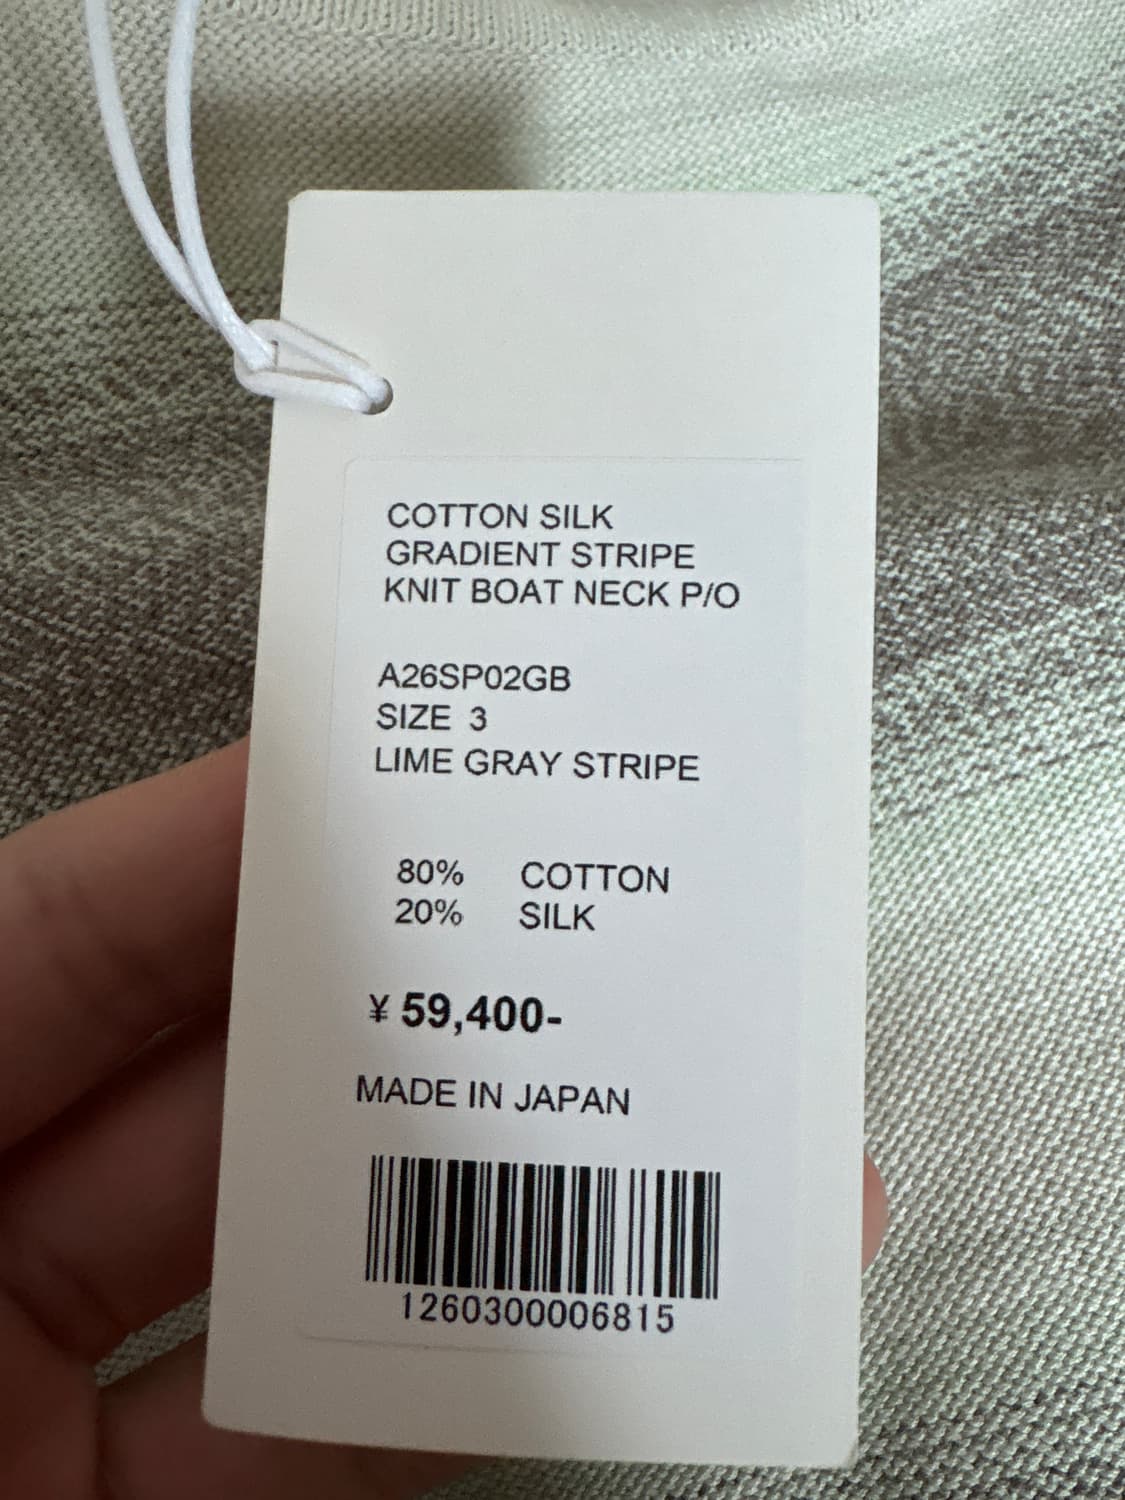 COTTON SILK
GRADIENT STRIPE
KNIT BOAT NECK P/O
A26SP02GB
SIZE 3
LIME GRAY STRIPE
80% COTTON
20% SILK
¥ 59,400-
MADE IN JAPAN
1260300006815